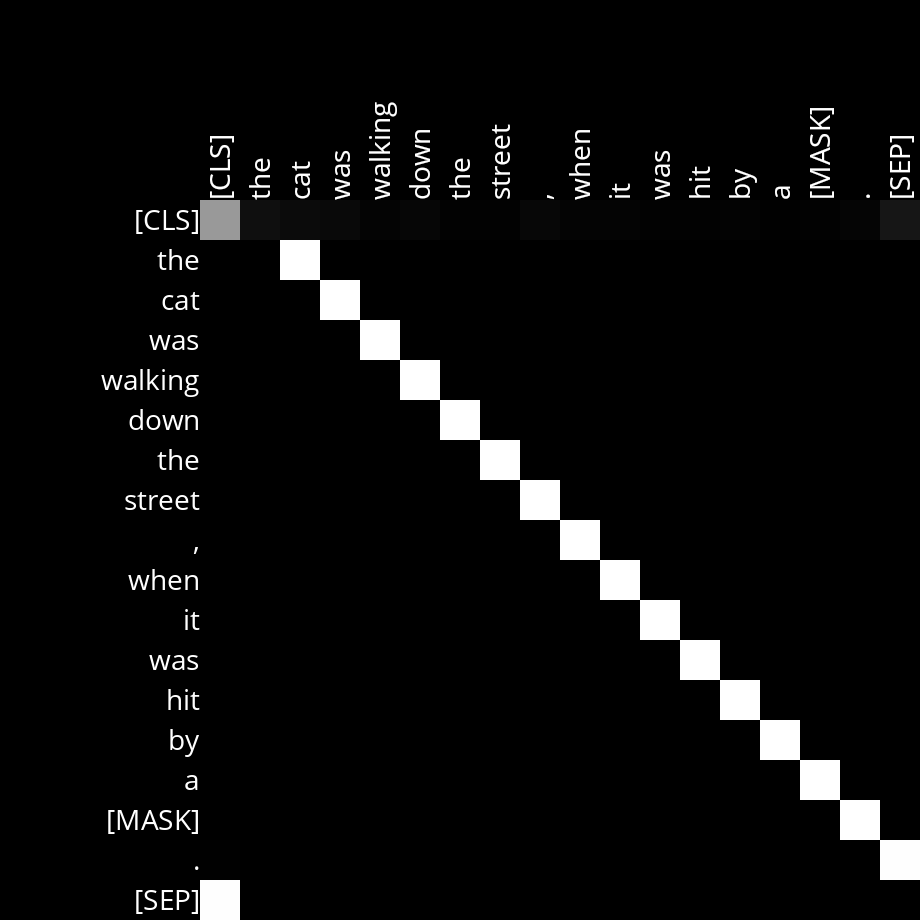 [CLS] the cat was walking down the street , when it was hit by a [MASK] . [SEP]
[CLS]
the
cat
was
walking
down
the
street
,
when
it
was
hit
by
a
[MASK]
.
[SEP]